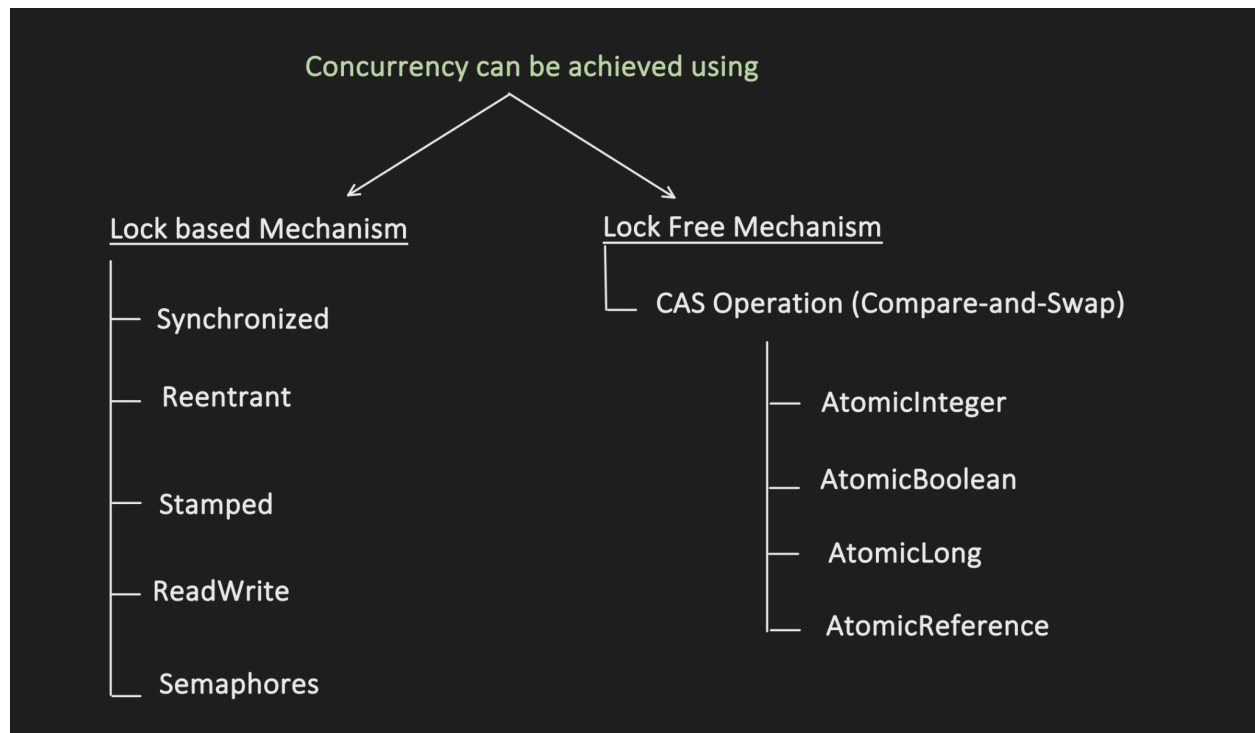 Concurrency can be achieved using
Lock based Mechanism
Synchronized
Reentrant
Stamped
ReadWrite
Semaphores
Lock Free Mechanism
CAS Operation (Compare-and-Swap)
AtomicInteger
AtomicBoolean
AtomicLong
AtomicReference